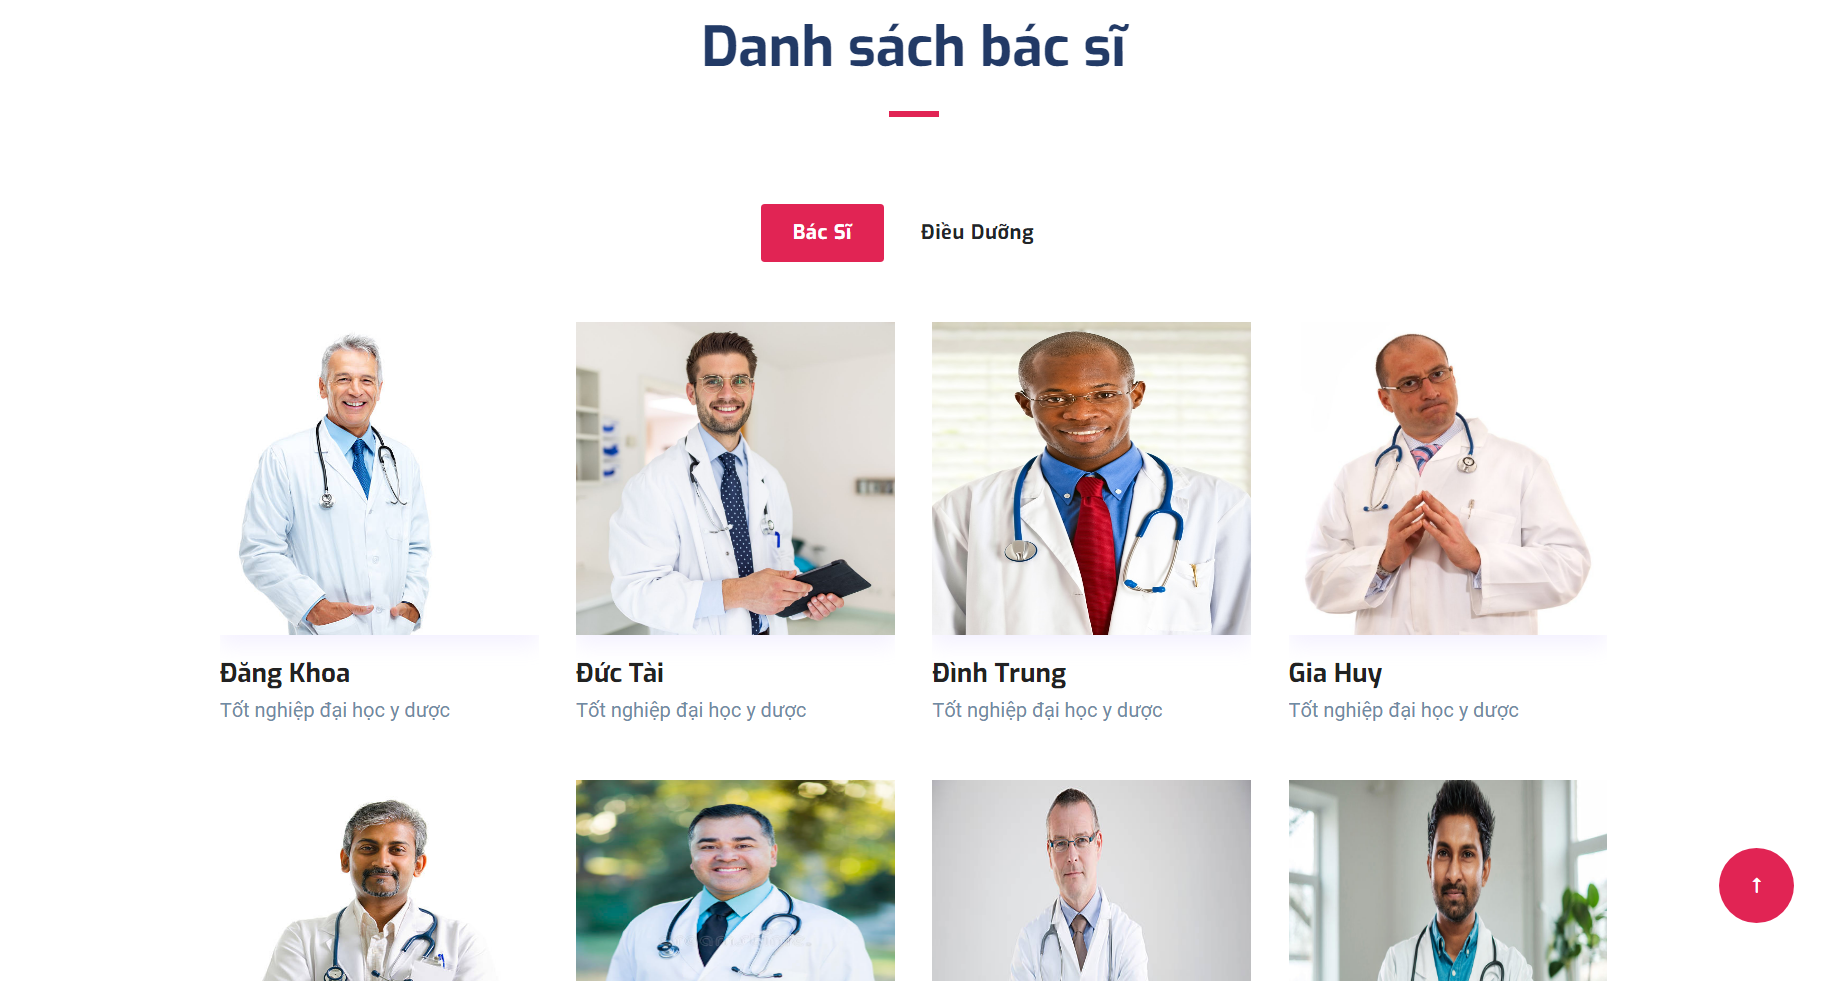 Danh sách bác sĩ
Bác Sĩ
Điều Dưỡng
Đăng Khoa
Đức Tài
Đình Trung
Gia Huy
Tốt nghiệp đại học y dược
Tốt nghiệp đại học y dược
Tốt nghiệp đại học y dược
Tốt nghiệp đại học y dược